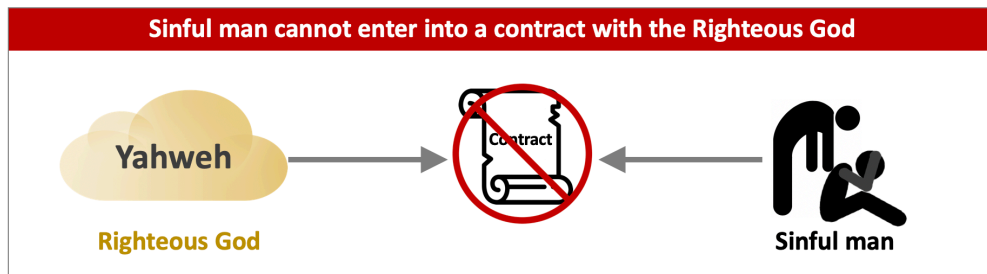 Sinful man cannot enter into a contract with the Righteous God
Yahweh
Contract
Righteous God
Sinful man